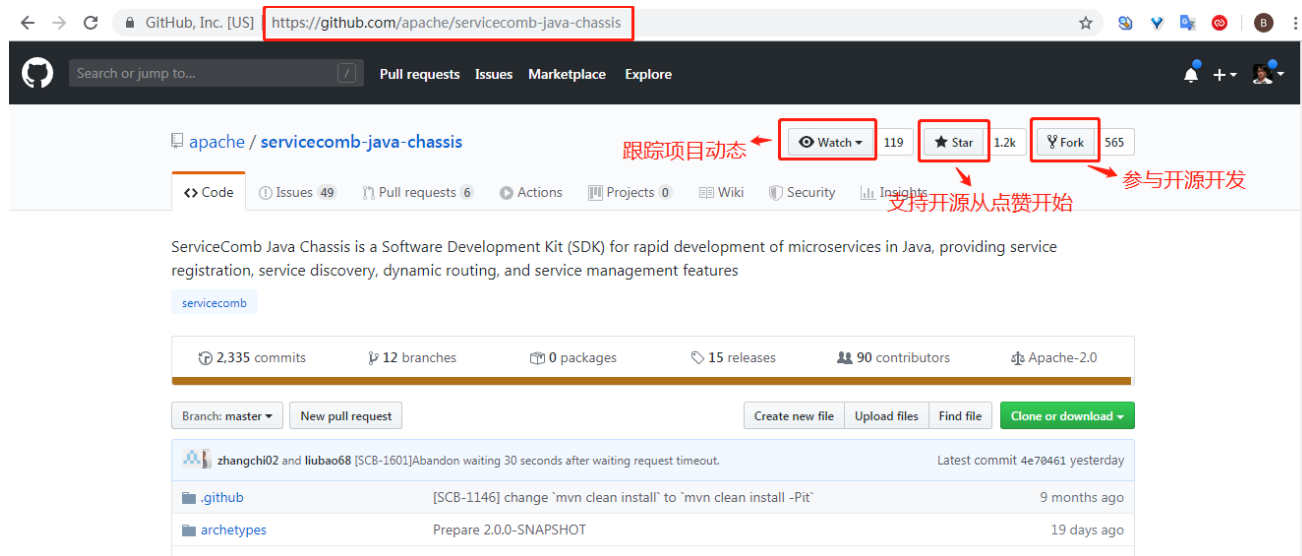 GitHub, Inc. [US] https://github.com/apache/servicecomb-java-chassis B
Search or jump to... / Pull requests Issues Marketplace Explore
apache / servicecomb-java-chassis 跟踪项目动态 Watch 119 Star 1.2k Fork 565
参与开源开发
Code Issues 49 Pull requests 6 Actions Projects 0 Wiki Security Insights
支持开源从点赞开始
ServiceComb Java Chassis is a Software Development Kit (SDK) for rapid development of microservices in Java, providing service
registration, service discovery, dynamic routing, and service management features
servicecomb
2,335 commits 12 branches 0 packages 15 releases 90 contributors Apache-2.0
Branch: master New pull request Create new file Upload files Find file Clone or download
zhangchi02 and liubao68 [SCB-1601]Abandon waiting 30 seconds after waiting request timeout. Latest commit 4e70461 yesterday
.github [SCB-1146] change `mvn clean install` to `mvn clean install -Pit` 9 months ago
archetypes Prepare 2.0.0-SNAPSHOT 19 days ago